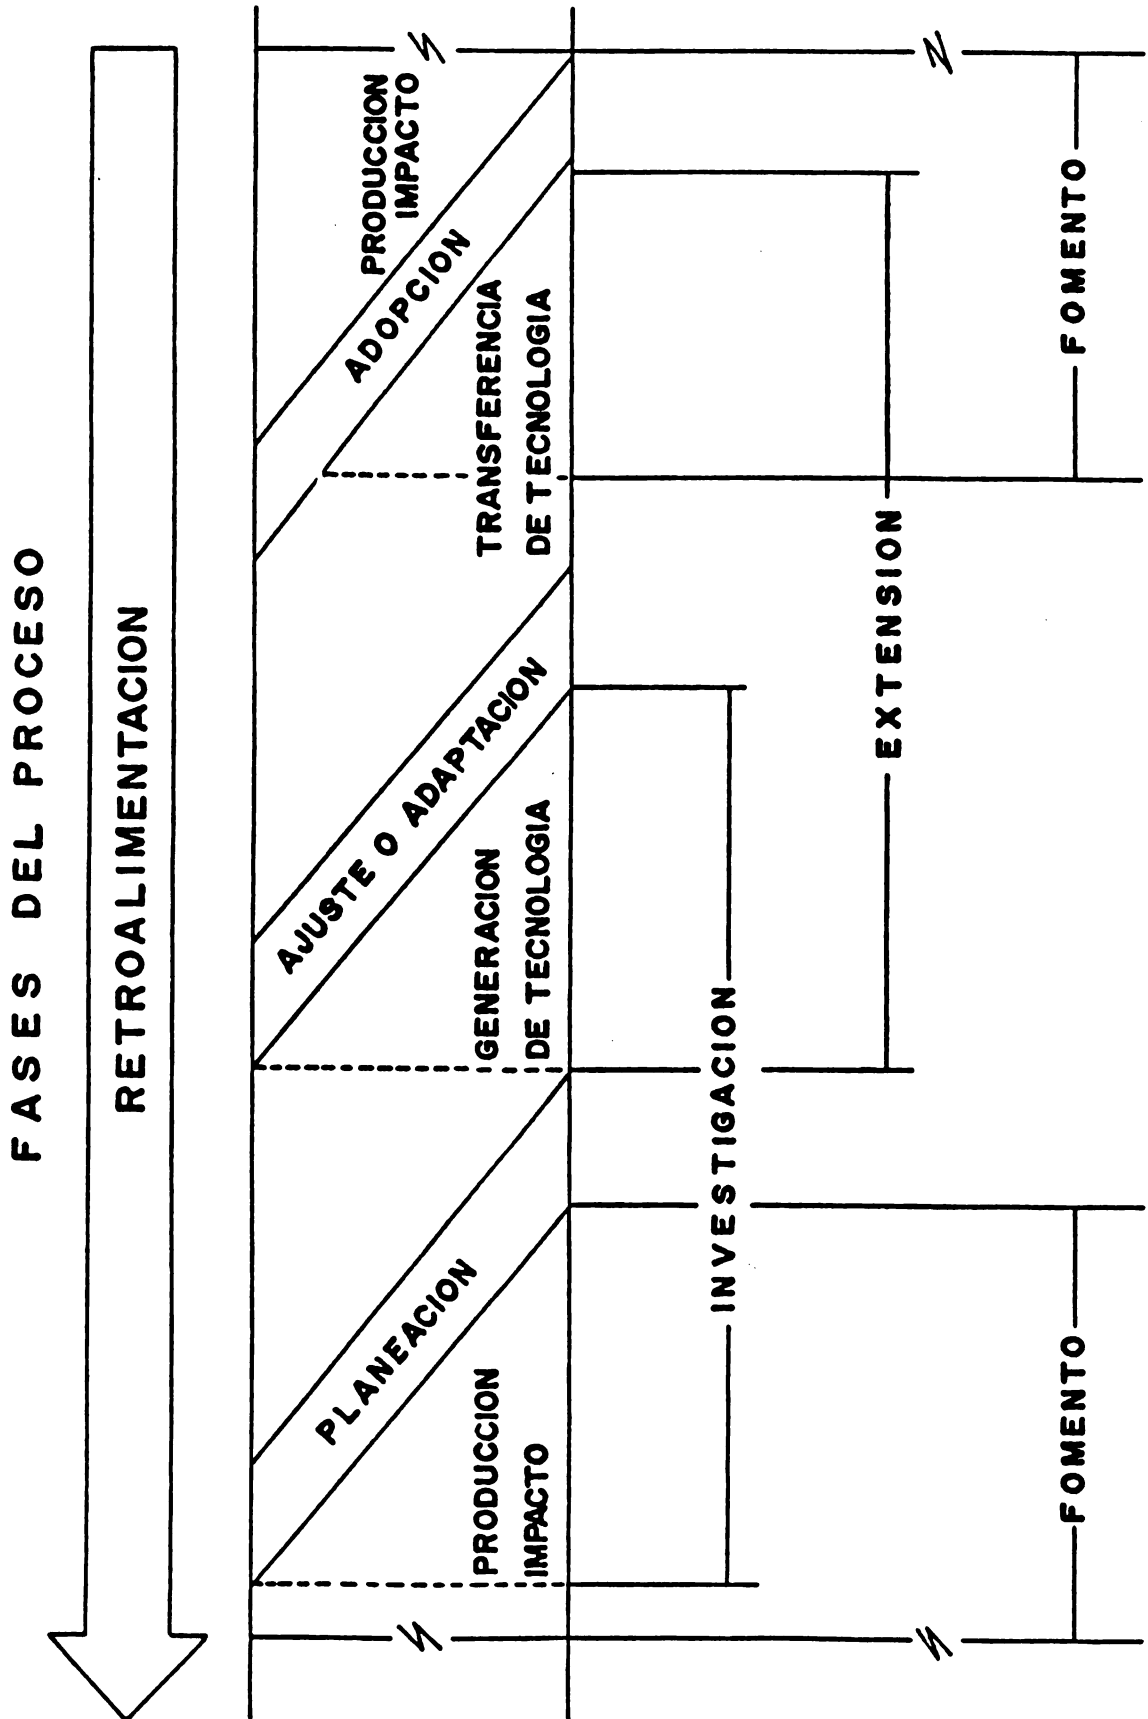 FASES DEL PROCESO
RETROALIMENTACION
PRODUCCION
IMPACTO
PLANEACION
GENERACION
DE TECNOLOGIA
AJUSTE O ADAPTACION
TRANSFERENCIA
DE TECNOLOGIA
ADOPCION
PRODUCCION
IMPACTO
INVESTIGACION
EXTENSION
FOMENTO
FOMENTO